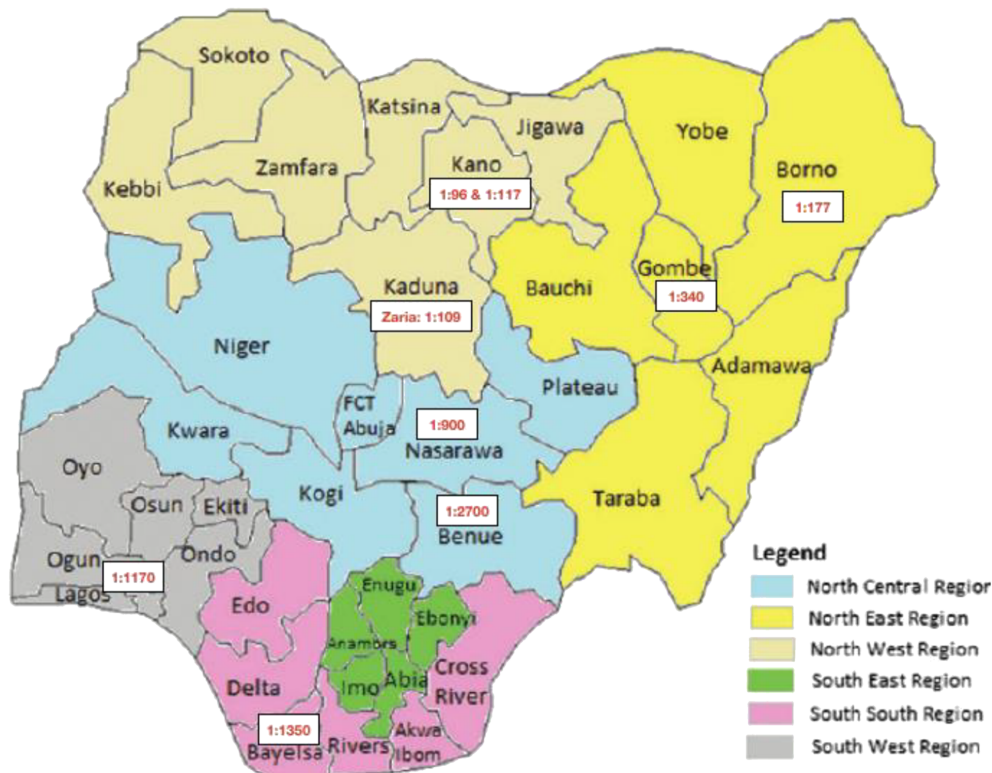 Sokoto
Katsina
Jigawa
Yobe
Borno
1:177
Kebbi
Zamfara
Kano
1:96 & 1:117
Kaduna
Zaria: 1:109
Bauchi
Gombe
1:340
Adamawa
Niger
Plateau
FCT
Abuja
1:900
Nasarawa
Kwara
Kogi
1:2700
Benue
Taraba
Oyo
Osun
Ekiti
Ogun
Ondo
1:1170
Lagos
Edo
Enugu
Ebonyi
Anamors
Imo
Abia
Cross
River
Delta
1:1350
Bayelsa
Rivers
Akwa
Ibom
Legend
North Central Region
North East Region
North West Region
South East Region
South South Region
South West Region